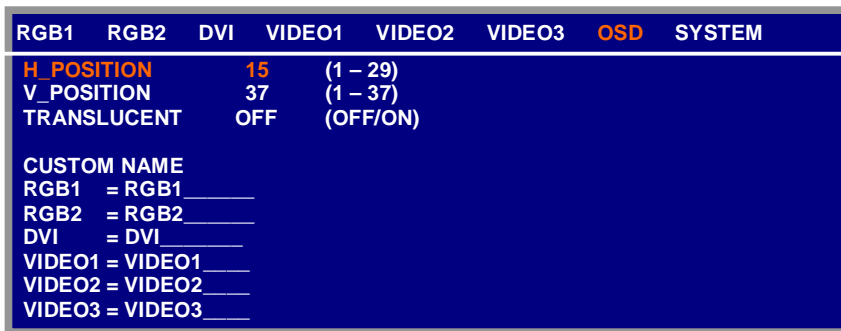 RGB1 RGB2 DVI VIDEO1 VIDEO2 VIDEO3 OSD SYSTEM
H_POSITION 15 (1 – 29)
V_POSITION 37 (1 – 37)
TRANSLUCENT OFF (OFF/ON)
CUSTOM NAME
RGB1 = RGB1______
RGB2 = RGB2______
DVI = DVI_______
VIDEO1 = VIDEO1____
VIDEO2 = VIDEO2____
VIDEO3 = VIDEO3____